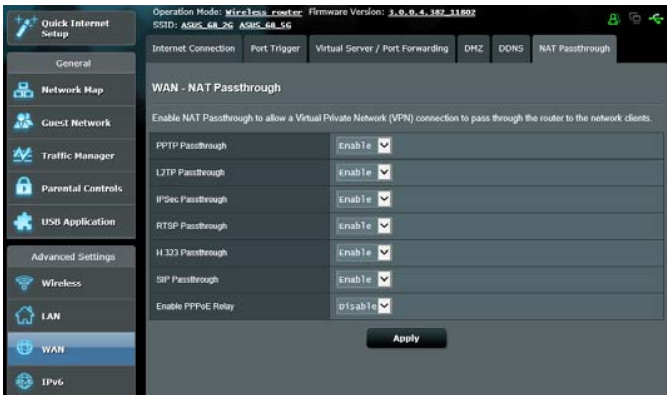 Quick Internet
Setup
Operation Mode: Wireless router Firmware Version: 3.0.0.4.382_11802
SSID: ASUS_68_2G ASUS_68_5G
Internet Connection Port Trigger Virtual Server / Port Forwarding DMZ DDNS NAT Passthrough
General
Network Map
Guest Network
Traffic Manager
Parental Controls
USB Application
Advanced Settings
Wireless
LAN
WAN
IPv6
WAN - NAT Passthrough
Enable NAT Passthrough to allow a Virtual Private Network (VPN) connection to pass through the router to the network clients.
PPTP Passthrough Enable
L2TP Passthrough Enable
IPSec Passthrough Enable
RTSP Passthrough Enable
H.323 Passthrough Enable
SIP Passthrough Enable
Enable PPPoE Relay Disable
Apply